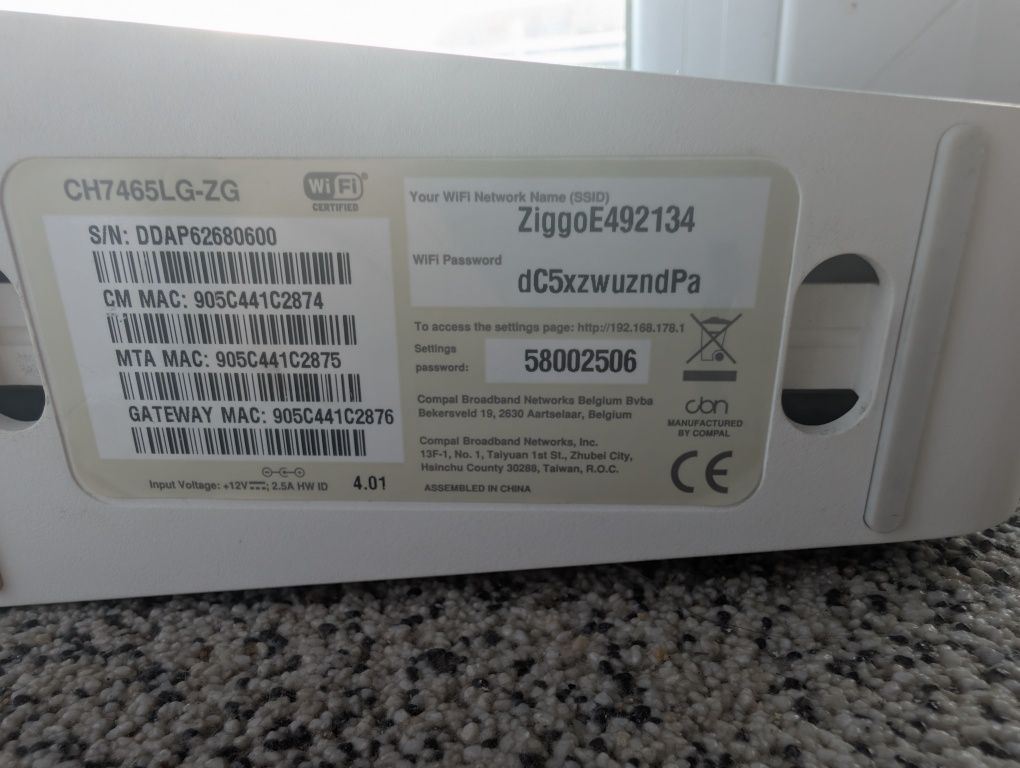 CH7465LG-ZG
Wi Fi
CERTIFIED
S/N: DDAP62680600
CM MAC: 905C441C2874
MTA MAC: 905C441C2875
GATEWAY MAC: 905C441C2876
Input Voltage: +12V⎓; 2.5A HW ID 4.01
Your WiFi Network Name (SSID)
ZiggoE492134
WiFi Password
dC5xzwuzndPa
To access the settings page: http://192.168.178.1
Settings
password: 58002506
Compal Broadband Networks Belgium Bvba
Bekersveld 19, 2630 Aartselaar, Belgium
Compal Broadband Networks, Inc.
13F-1, No. 1, Taiyuan 1st St., Zhubei City,
Hsinchu County 30288, Taiwan, R.O.C.
ASSEMBLED IN CHINA
cbn
MANUFACTURED
BY COMPAL
CE